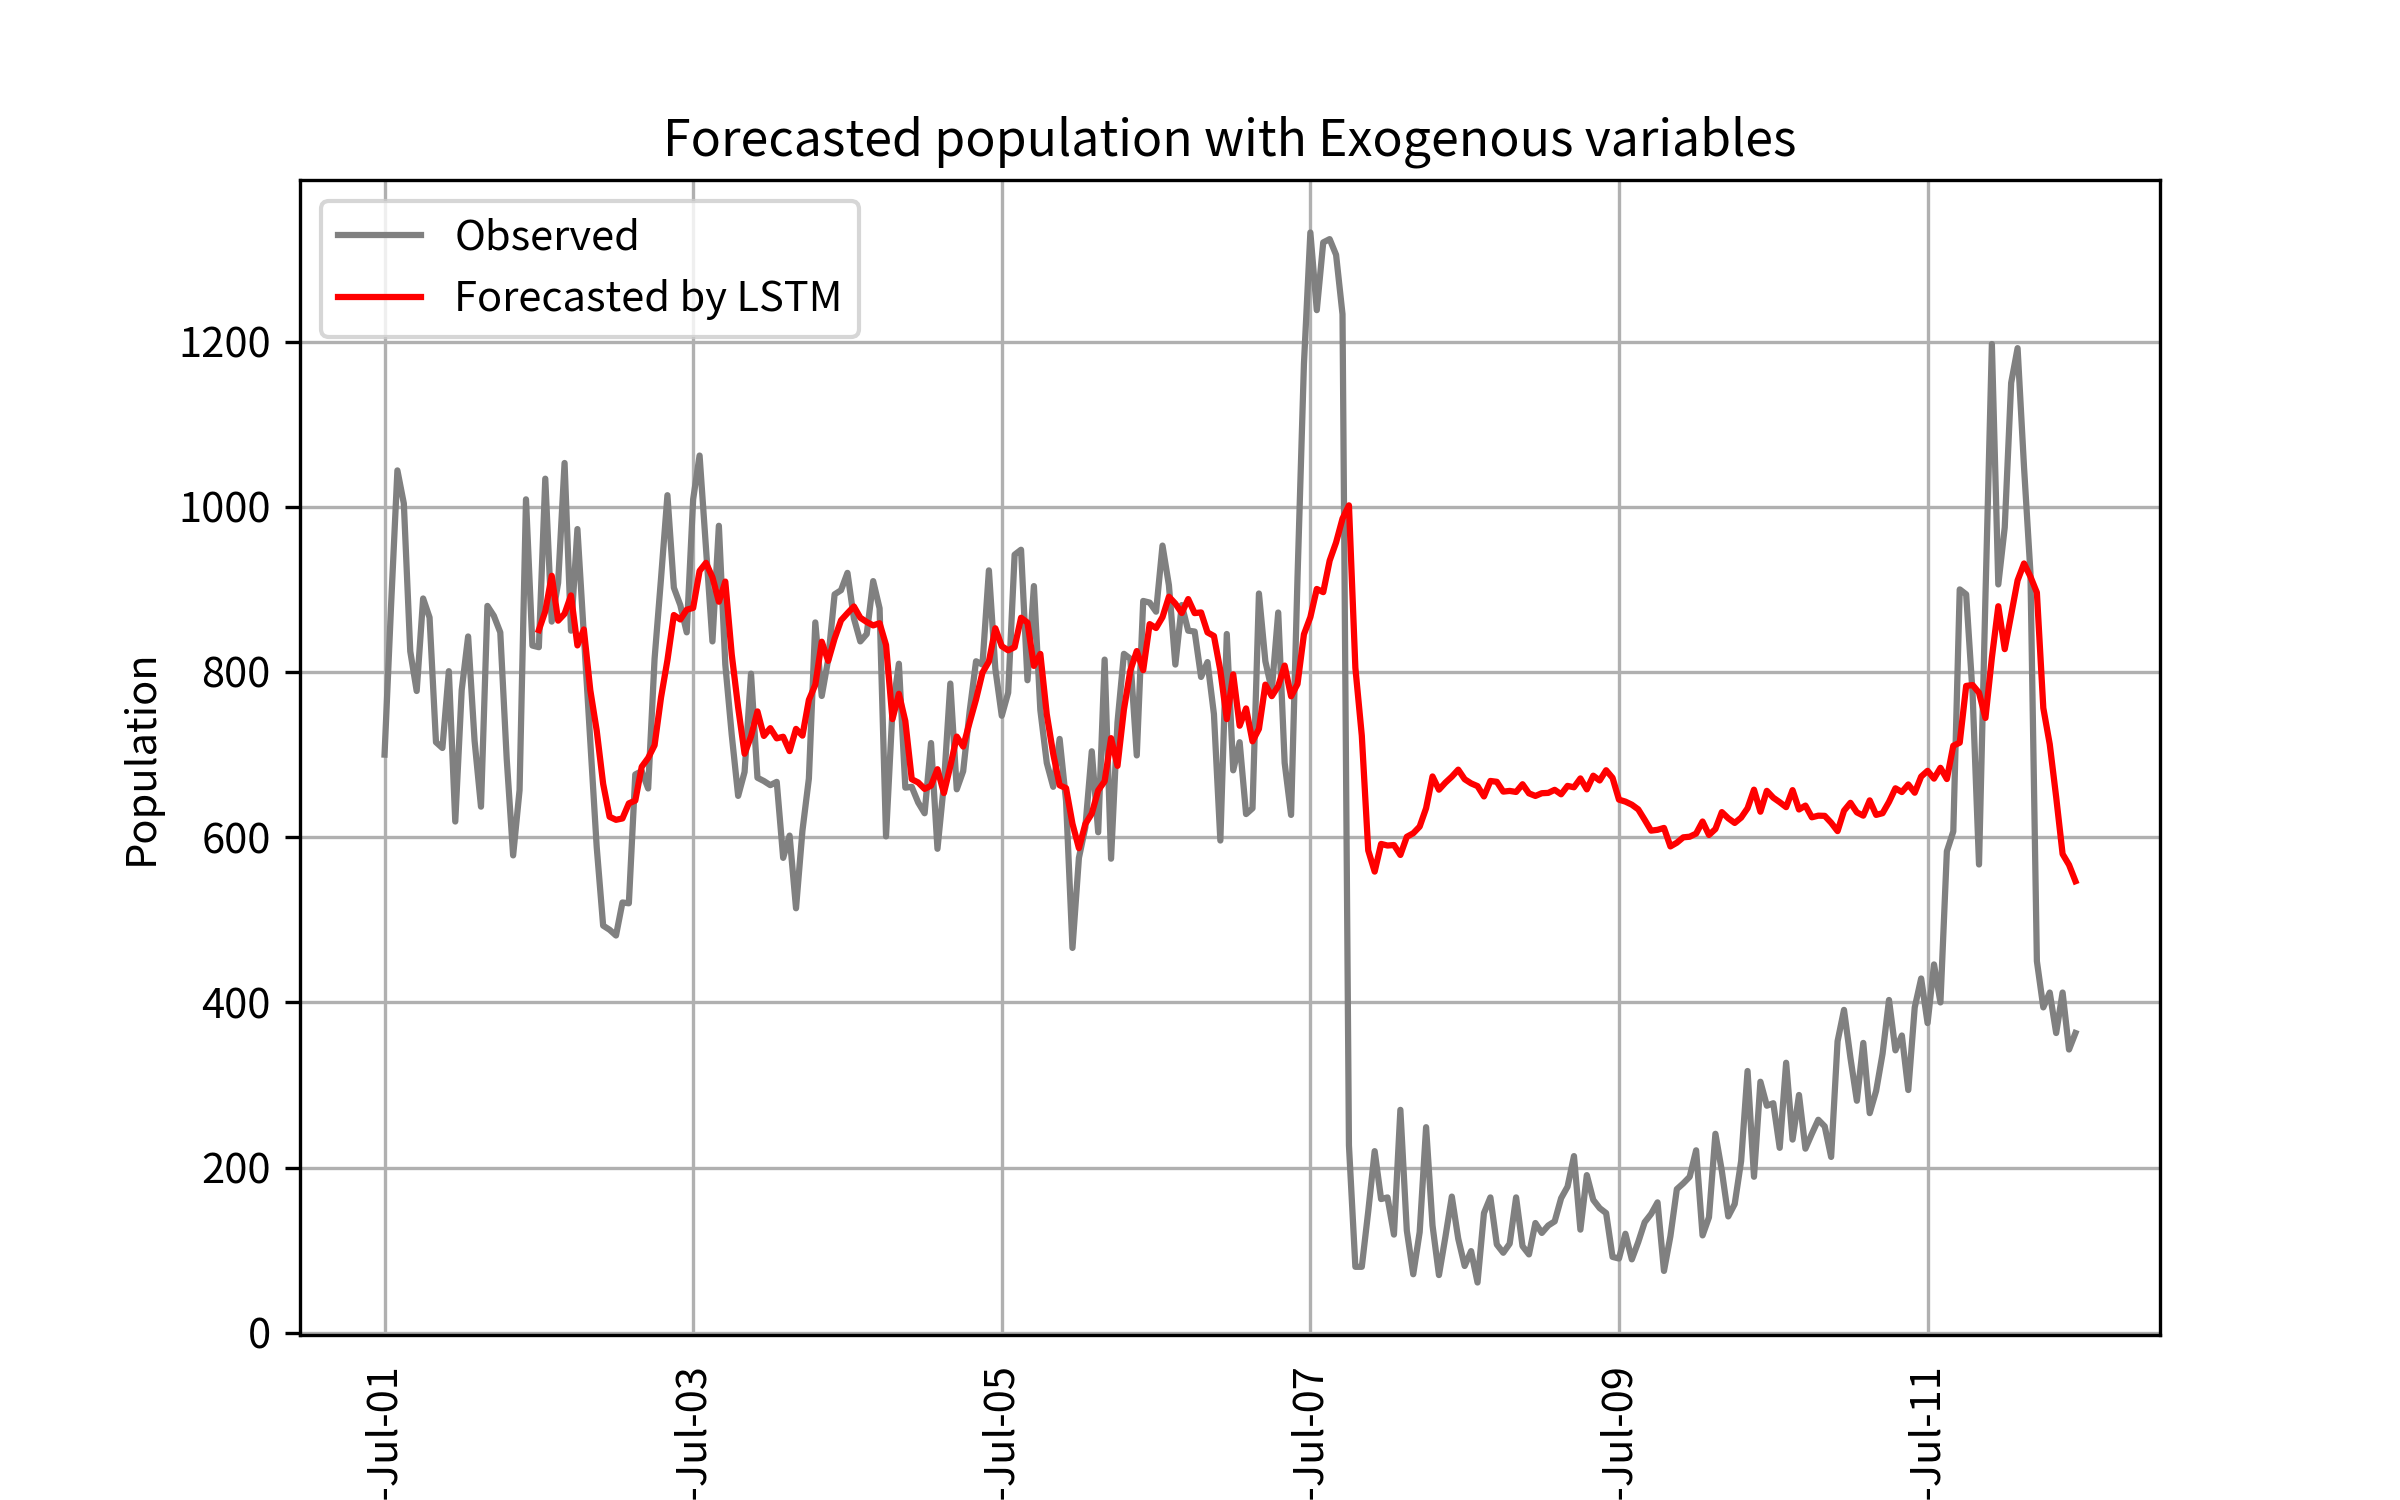 Forecasted population with Exogenous variables
Observed
Forecasted by LSTM
Population
1200
1000
800
600
400
200
0
-Jul-01
-Jul-03
-Jul-05
-Jul-07
-Jul-09
-Jul-11